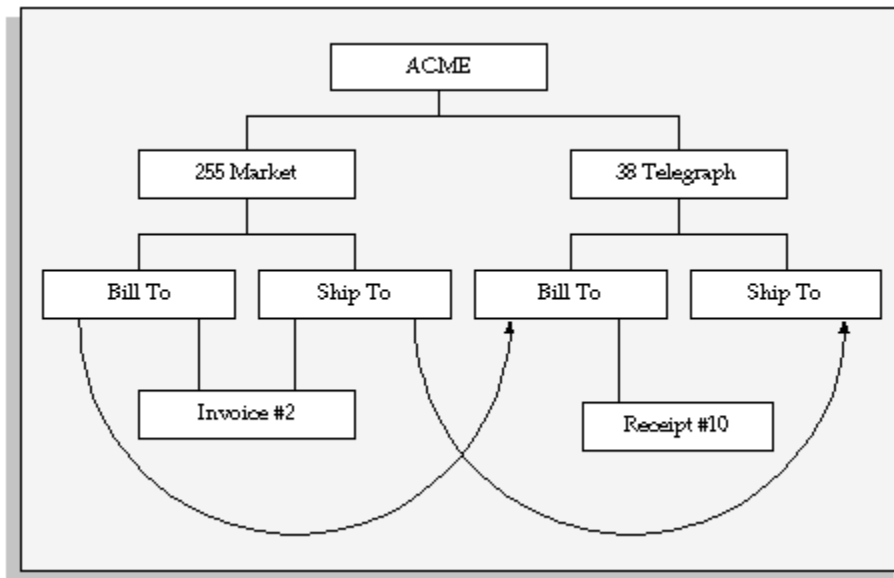 ACME
255 Market
38 Telegraph
Bill To
Ship To
Bill To
Ship To
Invoice #2
Receipt #10